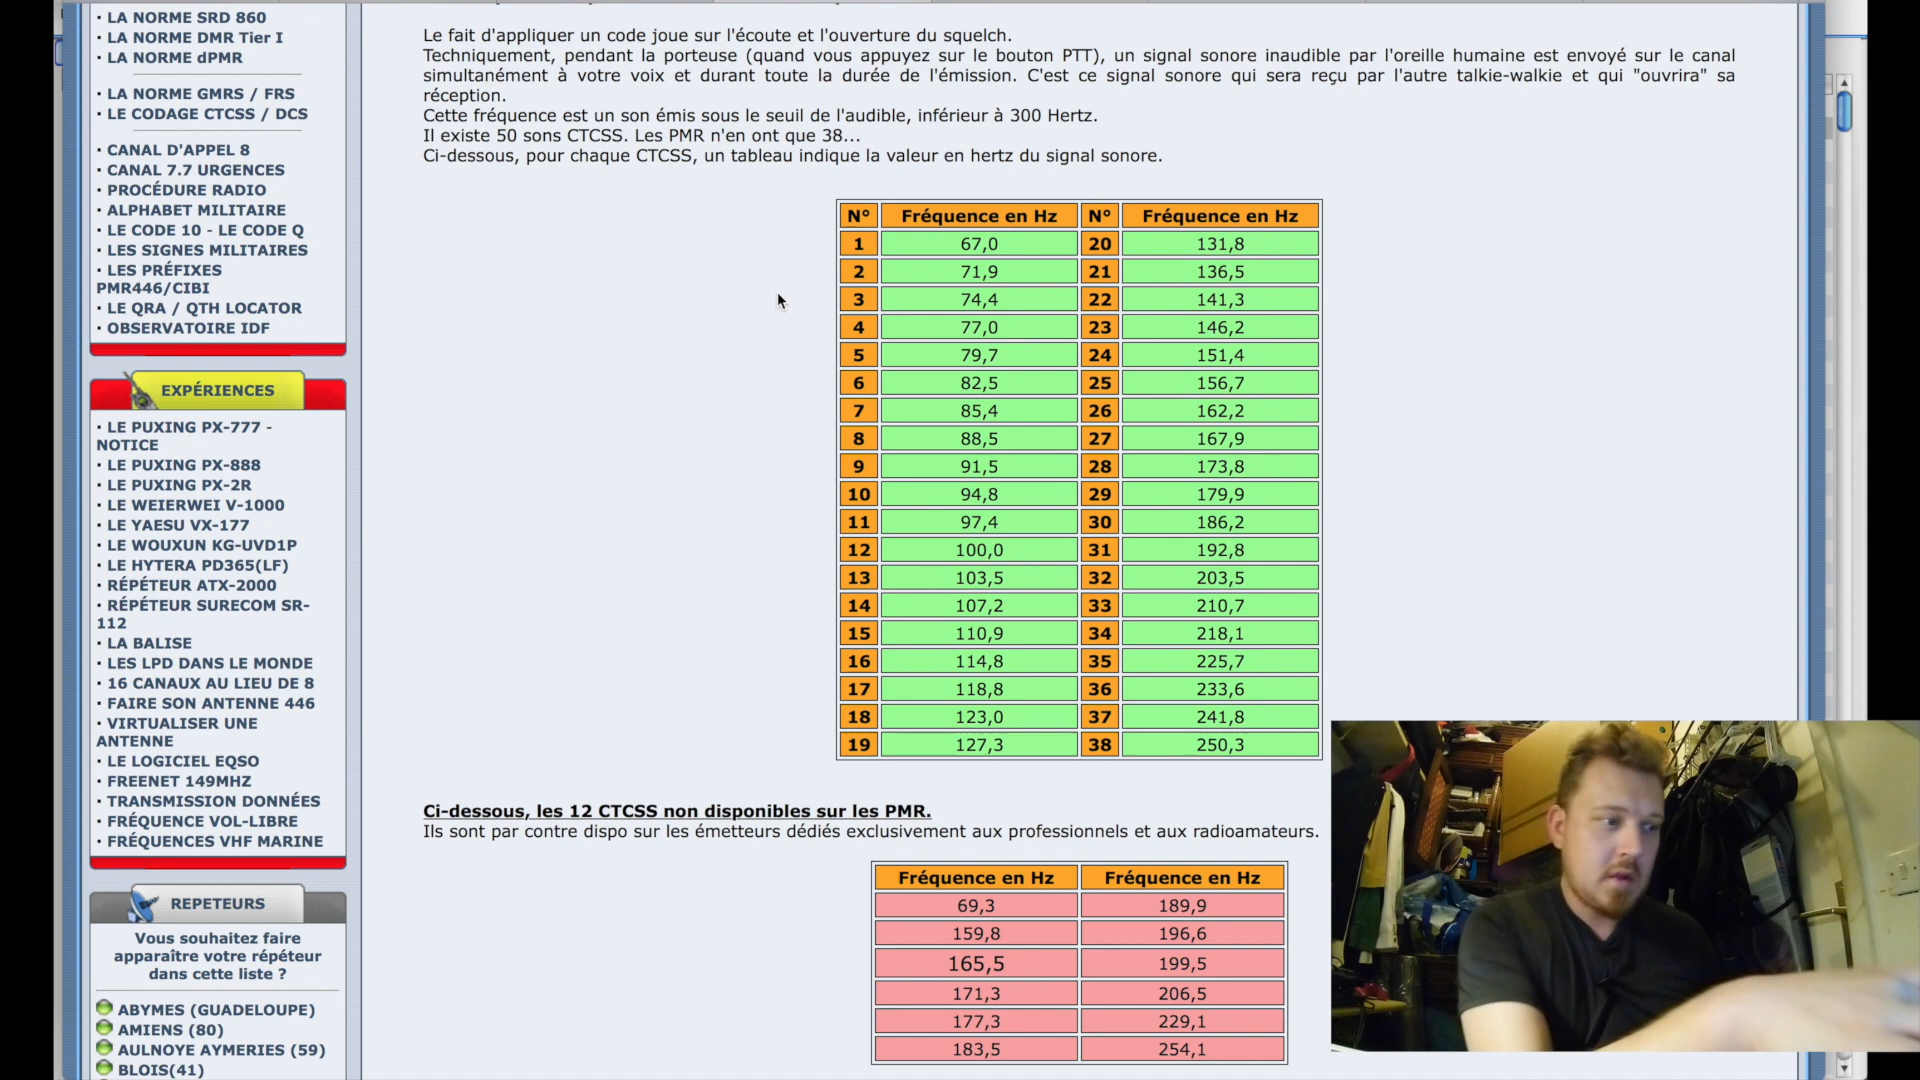 · LA NORME SRD 860
· LA NORME DMR Tier I
· LA NORME dPMR
· LA NORME GMRS / FRS
· LE CODAGE CTCSS / DCS
· CANAL D'APPEL 8
· CANAL 7.7 URGENCES
· PROCÉDURE RADIO
· ALPHABET MILITAIRE
· LE CODE 10 - LE CODE Q
· LES SIGNES MILITAIRES
· LES PRÉFIXES
PMR446/CIBI
· LE QRA / QTH LOCATOR
· OBSERVATOIRE IDF
EXPÉRIENCES
· LE PUXING PX-777 -
NOTICE
· LE PUXING PX-888
· LE PUXING PX-2R
· LE WEIERWEI V-1000
· LE YAESU VX-177
· LE WOUXUN KG-UVD1P
· LE HYTERA PD365(LF)
· RÉPÉTEUR ATX-2000
· RÉPÉTEUR SURECOM SR-
112
· LA BALISE
· LES LPD DANS LE MONDE
· 16 CANAUX AU LIEU DE 8
· FAIRE SON ANTENNE 446
· VIRTUALISER UNE
ANTENNE
· LE LOGICIEL EQSO
· FREENET 149MHZ
· TRANSMISSION DONNÉES
· FRÉQUENCE VOL-LIBRE
· FRÉQUENCES VHF MARINE
REPETEURS
Vous souhaitez faire
apparaître votre répéteur
dans cette liste ?
ABYMES (GUADELOUPE)
AMIENS (80)
AULNOYE AYMERIES (59)
BLOIS(41)
Le fait d'appliquer un code joue sur l'écoute et l'ouverture du squelch.
Techniquement, pendant la porteuse (quand vous appuyez sur le bouton PTT), un signal sonore inaudible par l'oreille humaine est envoyé sur le canal
simultanément à votre voix et durant toute la durée de l'émission. C'est ce signal sonore qui sera reçu par l'autre talkie-walkie et qui "ouvrira" sa
réception.
Cette fréquence est un son émis sous le seuil de l'audible, inférieur à 300 Hertz.
Il existe 50 sons CTCSS. Les PMR n'en ont que 38...
Ci-dessous, pour chaque CTCSS, un tableau indique la valeur en hertz du signal sonore.
N° Fréquence en Hz N° Fréquence en Hz
1 67,0 20 131,8
2 71,9 21 136,5
3 74,4 22 141,3
4 77,0 23 146,2
5 79,7 24 151,4
6 82,5 25 156,7
7 85,4 26 162,2
8 88,5 27 167,9
9 91,5 28 173,8
10 94,8 29 179,9
11 97,4 30 186,2
12 100,0 31 192,8
13 103,5 32 203,5
14 107,2 33 210,7
15 110,9 34 218,1
16 114,8 35 225,7
17 118,8 36 233,6
18 123,0 37 241,8
19 127,3 38 250,3
Ci-dessous, les 12 CTCSS non disponibles sur les PMR.
Ils sont par contre dispo sur les émetteurs dédiés exclusivement aux professionnels et aux radioamateurs.
Fréquence en Hz Fréquence en Hz
69,3 189,9
159,8 196,6
165,5 199,5
171,3 206,5
177,3 229,1
183,5 254,1